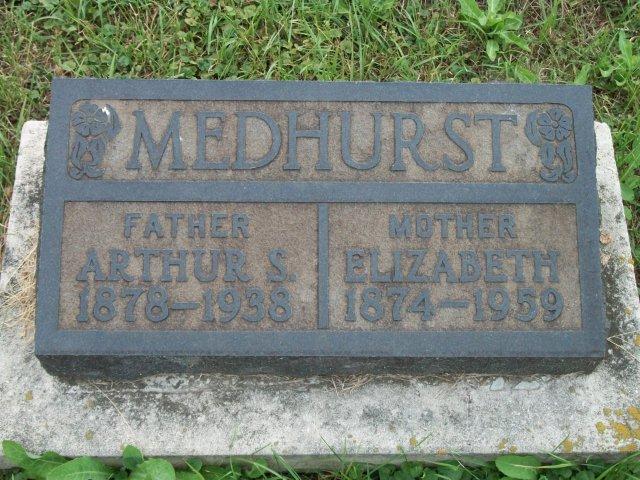 MEDHURST
FATHER
ARTHUR S.
1878-1938
MOTHER
ELIZABETH
1874-1959